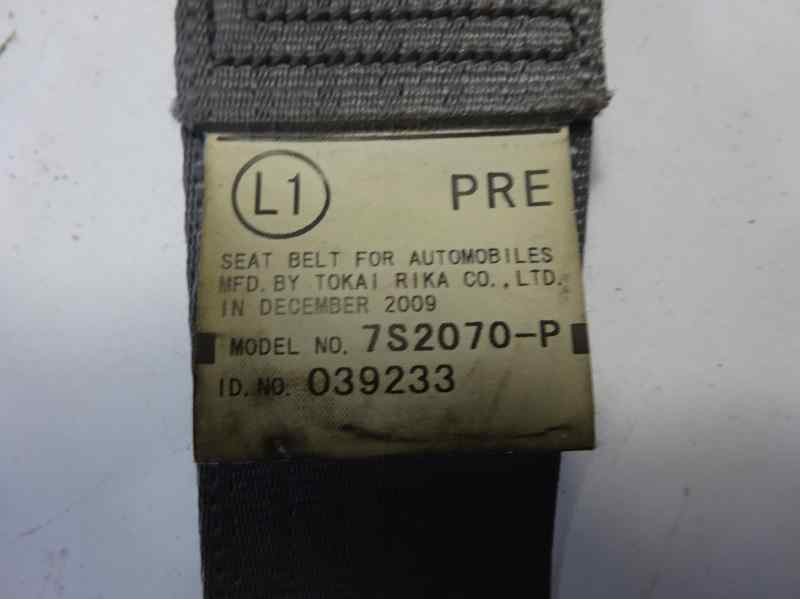 L1 PRE
SEAT BELT FOR AUTOMOBILES
MFD. BY TOKAI RIKA CO., LTD.
IN DECEMBER 2009
MODEL NO. 7S2070-P
ID. NO. 039233